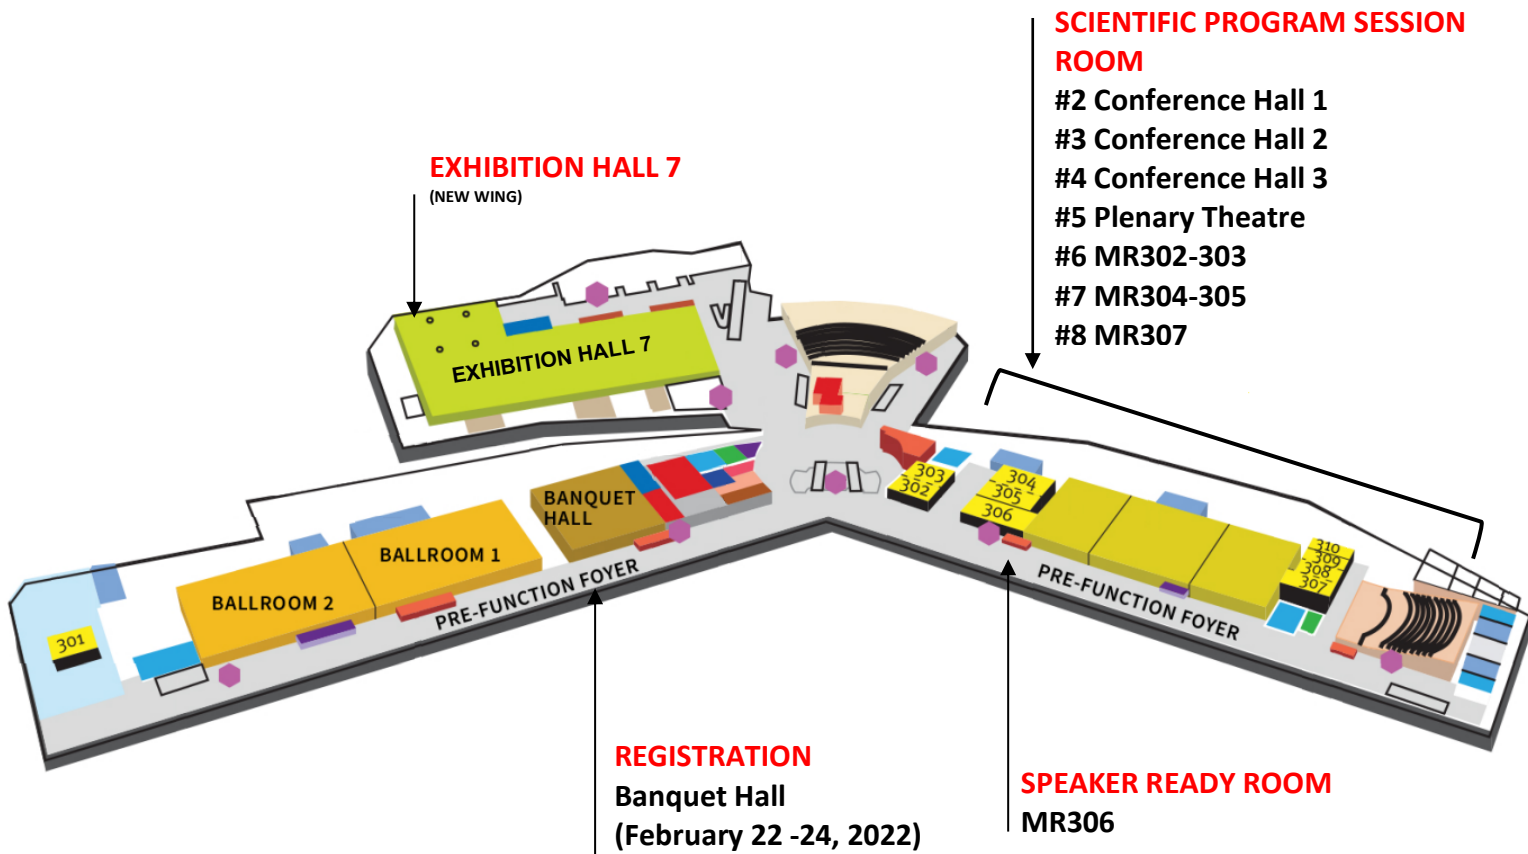 SCIENTIFIC PROGRAM SESSION
ROOM
#2 Conference Hall 1
#3 Conference Hall 2
#4 Conference Hall 3
#5 Plenary Theatre
#6 MR302-303
#7 MR304-305
#8 MR307
EXHIBITION HALL 7
(NEW WING)
EXHIBITION HALL 7
BANQUET
HALL
BALLROOM 1
BALLROOM 2
PRE-FUNCTION FOYER
301
303
302
304
305
306
310
309
308
307
PRE-FUNCTION FOYER
REGISTRATION
Banquet Hall
(February 22 -24, 2022)
SPEAKER READY ROOM
MR306